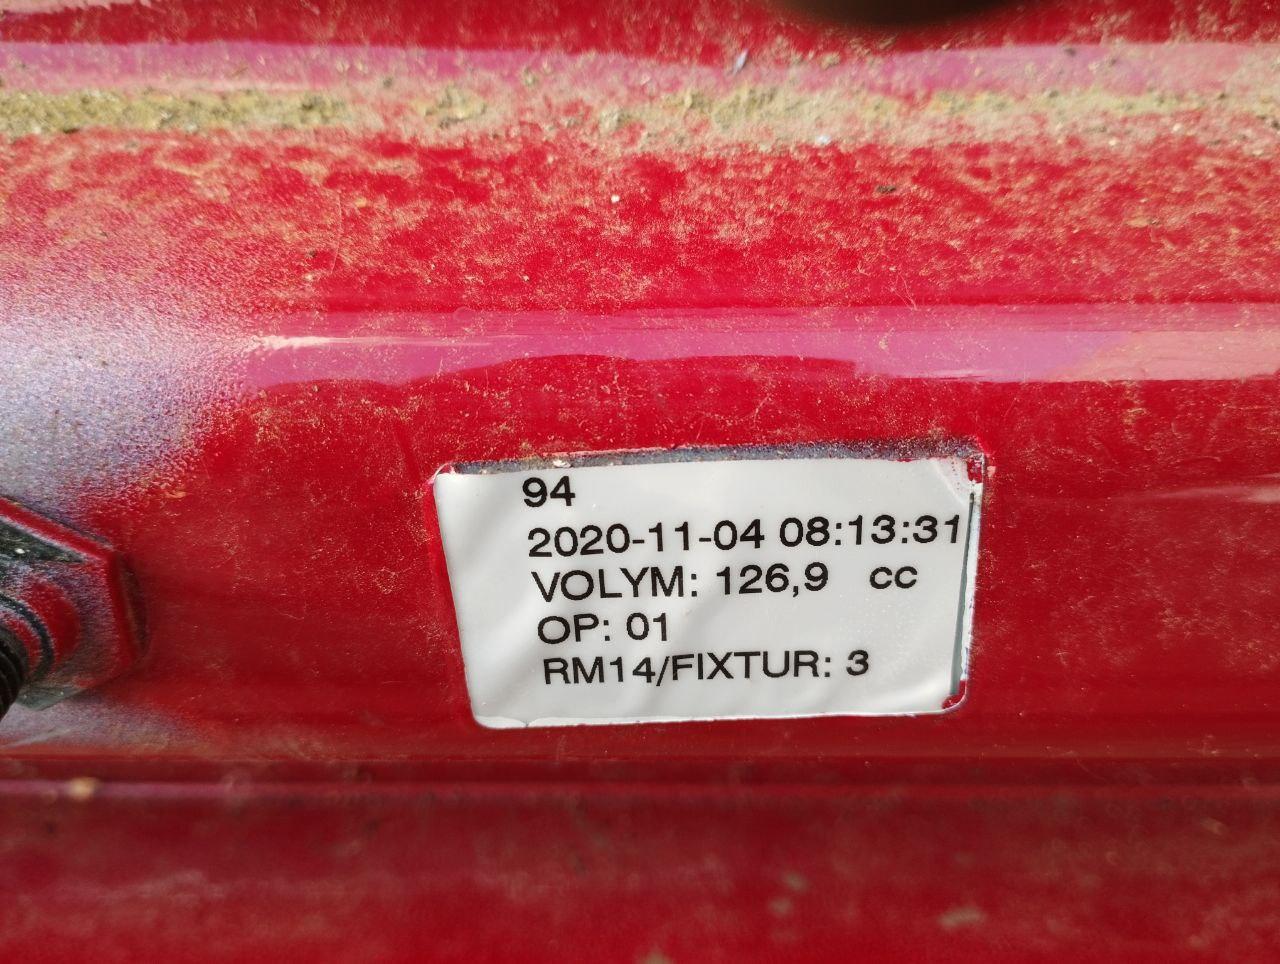 94
2020-11-04 08:13:31
VOLYM: 126,9 cc
OP: 01
RM14/FIXTUR: 3